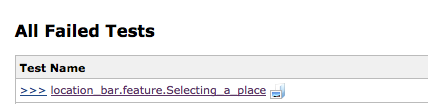 All Failed Tests
Test Name
>>> location_bar.feature.Selecting_a_place